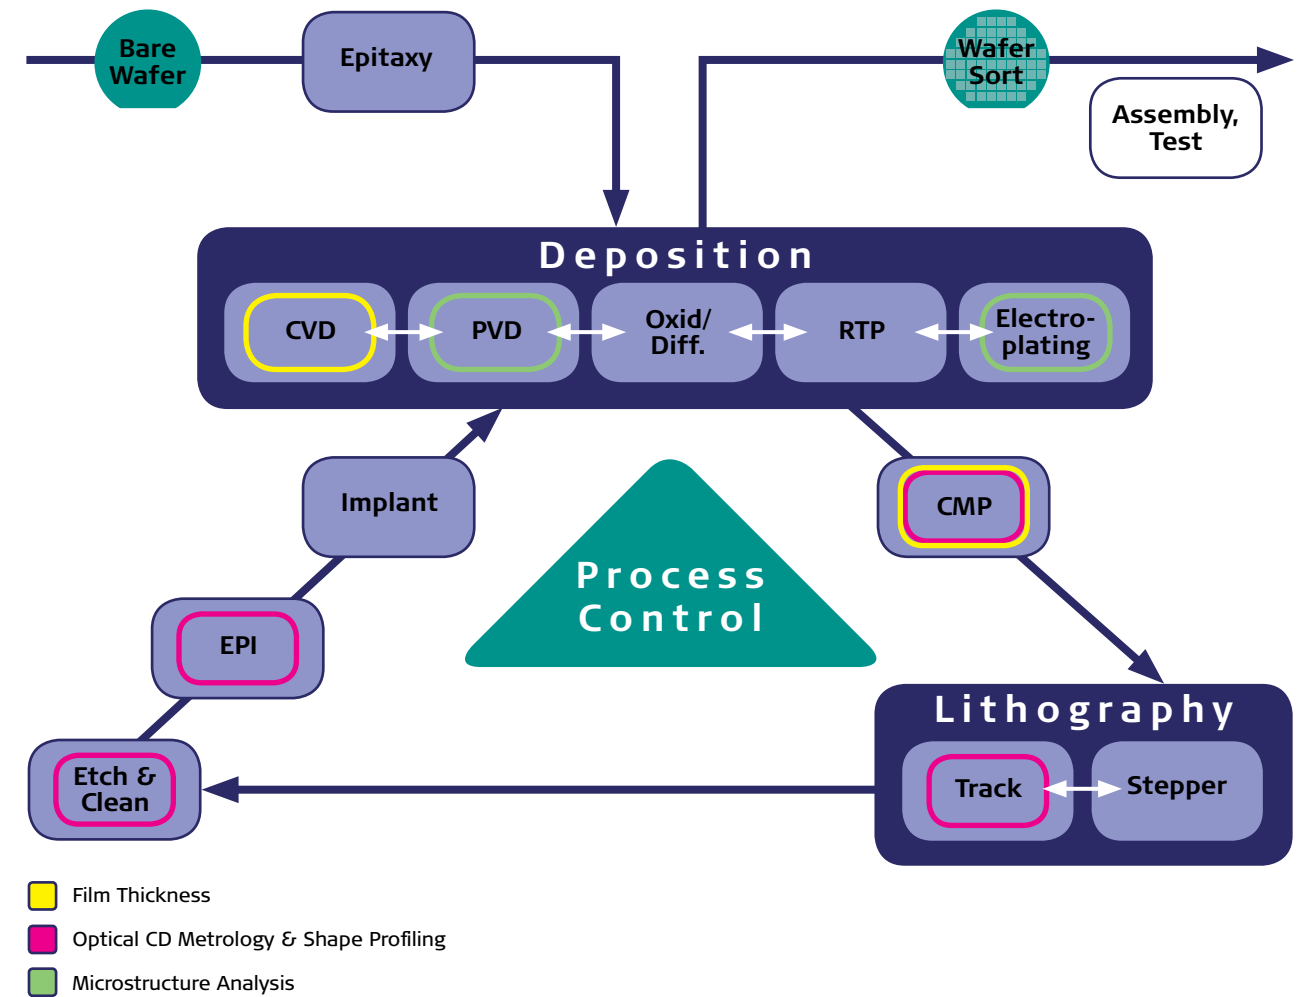 Bare
Wafer
Epitaxy
Wafer
Sort
Assembly,
Test
Deposition
CVD
PVD
Oxid/
Diff.
RTP
Electro-
plating
Implant
CMP
Process
Control
EPI
Lithography
Etch &
Clean
Track
Stepper
Film Thickness
Optical CD Metrology & Shape Profiling
Microstructure Analysis